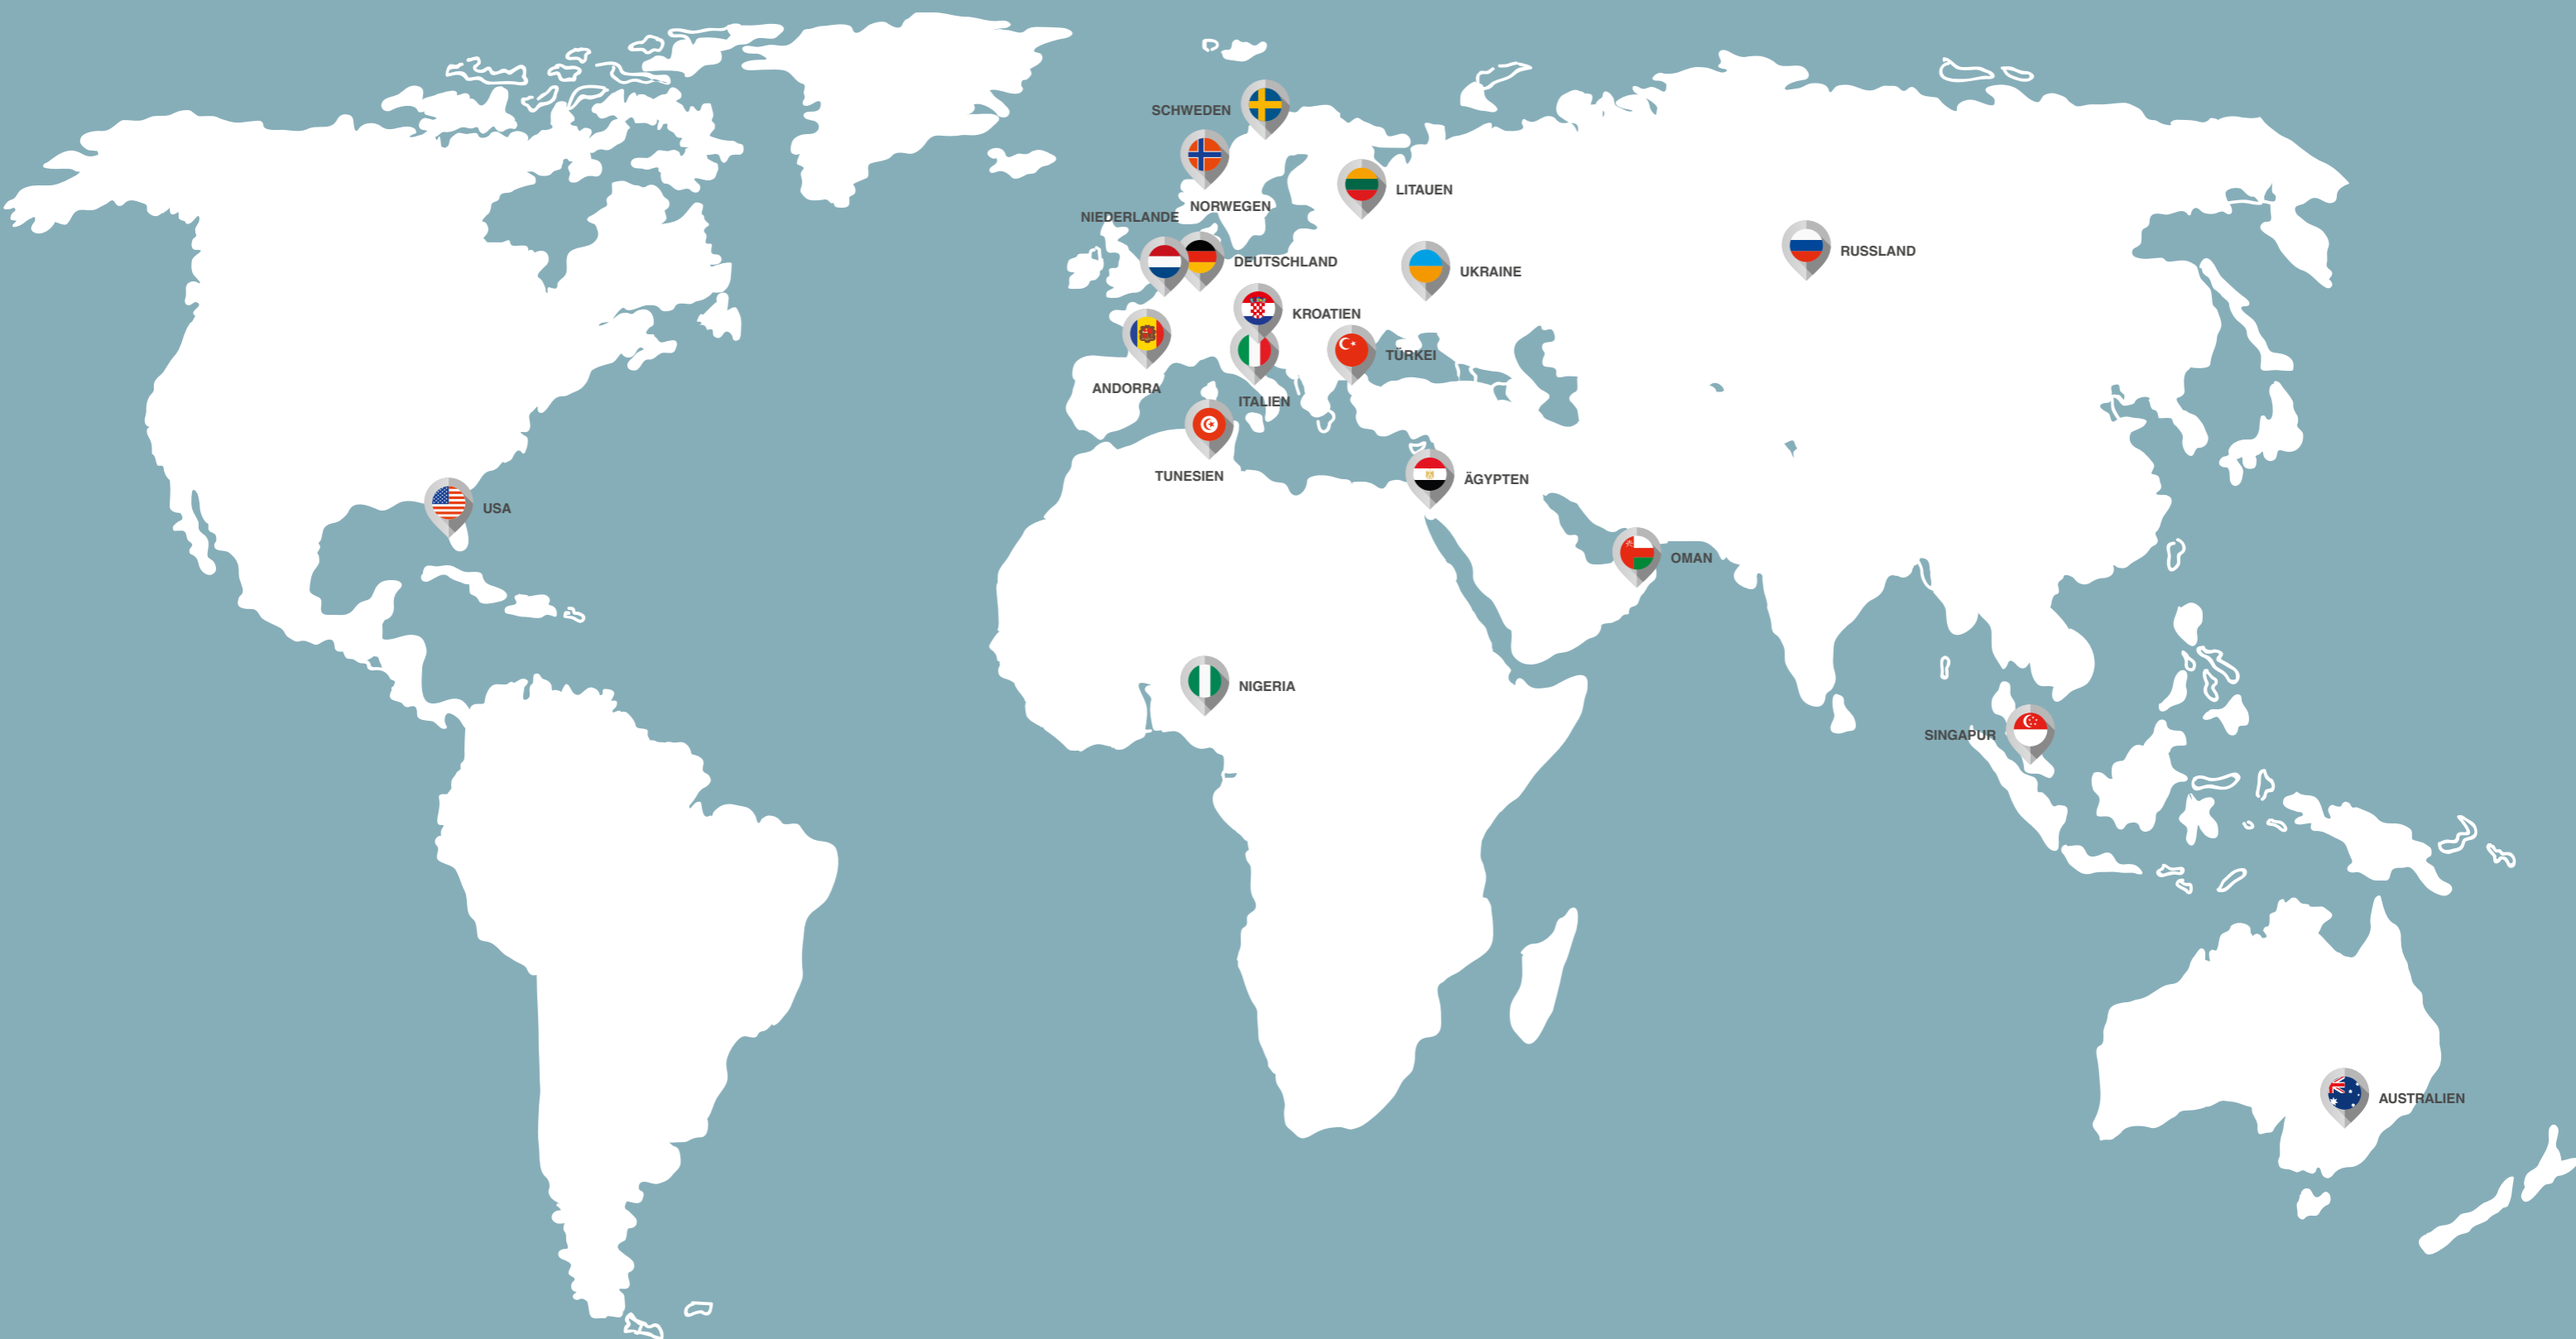 SCHWEDEN
LITAUEN
NORWEGEN
NIEDERLANDE
RUSSLAND
DEUTSCHLAND
UKRAINE
KROATIEN
TÜRKEI
ANDORRA
ITALIEN
TUNESIEN
ÄGYPTEN
USA
OMAN
NIGERIA
SINGAPUR
AUSTRALIEN